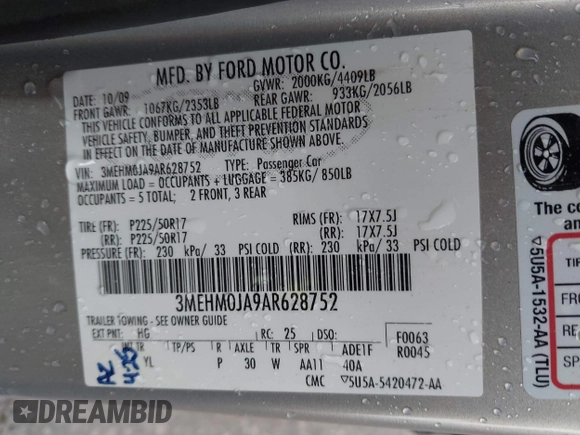 MFD. BY FORD MOTOR CO.
10/09
GVWR: 2000KG/4409LB
FRONT GAWR: 1067KG/2353LB
REAR GAWR: 933KG/2056LB
THIS VEHICLE CONFORMS TO ALL APPLICABLE FEDERAL MOTOR
VEHICLE SAFETY, BUMPER, AND THEFT PREVENTION STANDARDS
IN EFFECT ON THE DATE OF MANUFACTURE SHOWN ABOVE.
VIN: 3MEHM0JA9AR628752 TYPE: Passenger Car
MAXIMUM LOAD = OCCUPANTS + LUGGAGE = 385KG/ 850LB
OCCUPANTS = 5 TOTAL: 2 FRONT, 3 REAR
TIRE (FR): P225/50R17 RIMS (FR): 17X7.5J
(RR): P225/50R17 (RR): 17X7.5J
PRESSURE (FR): 230 kPa/ 33 PSI COLD (RR): 230 kPa/ 33 PSI COLD
3MEHM0JA9AR628752
TRAILER TOWING - SEE OWNER GUIDE
EXT PNT: HG RC: 25 DSO: F0063
INT TR TP/PS R AXLE TR SPR ADE1F R0045
YL P 30 W AA11 40A
CMC ▽5U5A-5420472-AA
The co
are
TIR
FRO
RE
SP
▽5U5A-1532-AA (TLU)
DREAMBID